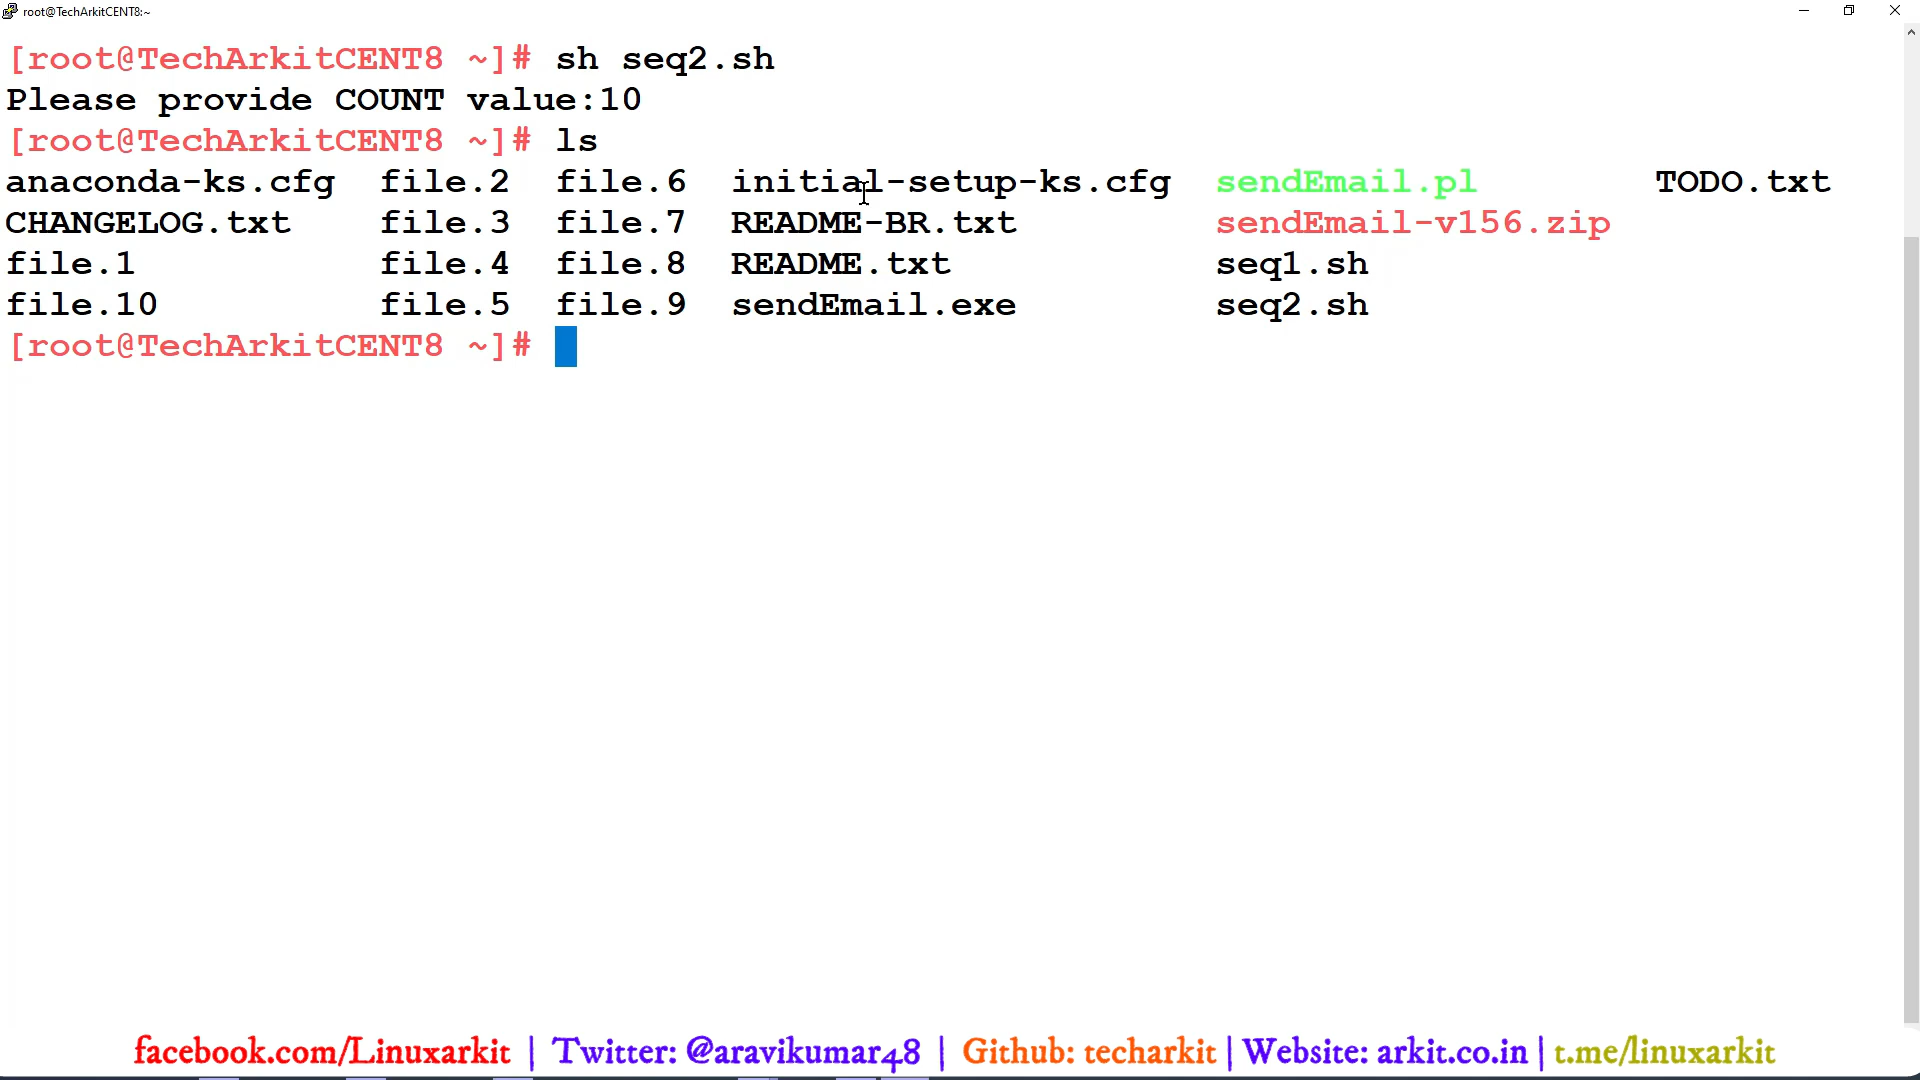 root@TechArkitCENT8:~
[root@TechArkitCENT8 ~]# sh seq2.sh
Please provide COUNT value:10
[root@TechArkitCENT8 ~]# ls
anaconda-ks.cfg file.2 file.6 initial-setup-ks.cfg sendEmail.pl TODO.txt
CHANGELOG.txt file.3 file.7 README-BR.txt sendEmail-v156.zip
file.1 file.4 file.8 README.txt seq1.sh
file.10 file.5 file.9 sendEmail.exe seq2.sh
[root@TechArkitCENT8 ~]#
facebook.com/Linuxarkit | Twitter: @aravikumar48 | Github: techarkit | Website: arkit.co.in | t.me/linuxarkit